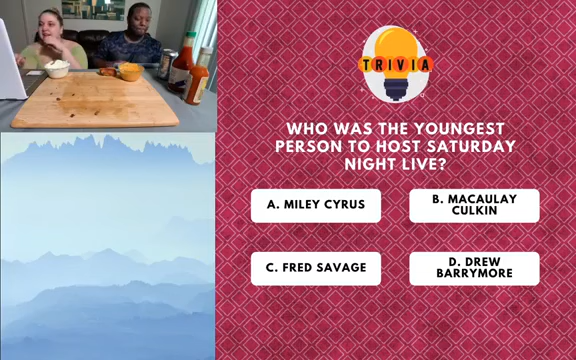 TRIVIA
WHO WAS THE YOUNGEST
PERSON TO HOST SATURDAY
NIGHT LIVE?
A. MILEY CYRUS
B. MACAULAY
CULKIN
C. FRED SAVAGE
D. DREW
BARRYMORE